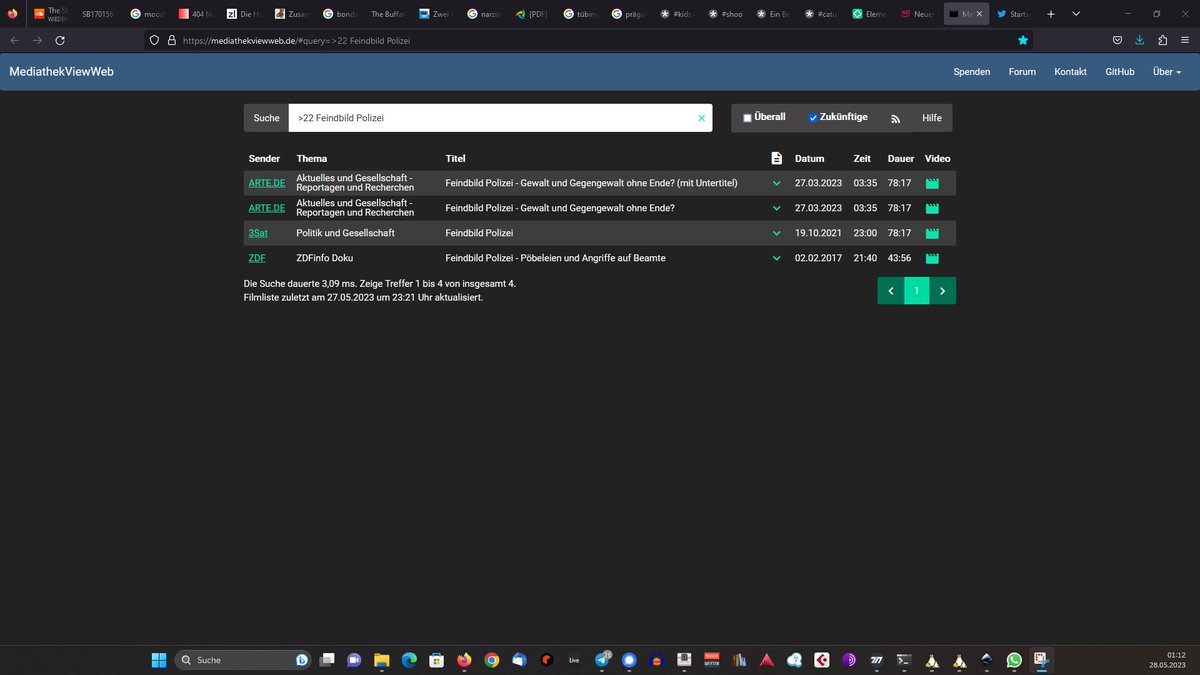 The Sk
WIEDER
SB170156-
mood
404 N
Die Ha
Zusan
bonda
The Buffal
Zwei
narzis
[PDF]
tübing
prägu
#kids
#shoo
Ein Be
#catu
Eleme
Neue
Me
Starts
https://mediathekviewweb.de/#query=>22 Feindbild Polizei
MediathekViewWeb
Spenden Forum Kontakt GitHub Über
Suche >22 Feindbild Polizei
Überall Zukünftige Hilfe
Sender Thema Titel Datum Zeit Dauer Video
ARTE.DE Aktuelles und Gesellschaft - Feindbild Polizei - Gewalt und Gegengewalt ohne Ende? (mit Untertitel) 27.03.2023 03:35 78:17
Reportagen und Recherchen
ARTE.DE Aktuelles und Gesellschaft - Feindbild Polizei - Gewalt und Gegengewalt ohne Ende? 27.03.2023 03:35 78:17
Reportagen und Recherchen
3Sat Politik und Gesellschaft Feindbild Polizei 19.10.2021 23:00 78:17
ZDF ZDFinfo Doku Feindbild Polizei - Pöbeleien und Angriffe auf Beamte 02.02.2017 21:40 43:56
Die Suche dauerte 3,09 ms. Zeige Treffer 1 bis 4 von insgesamt 4.
Filmliste zuletzt am 27.05.2023 um 23:21 Uhr aktualisiert.
1
Suche
Live
26
01:12
28.05.2023